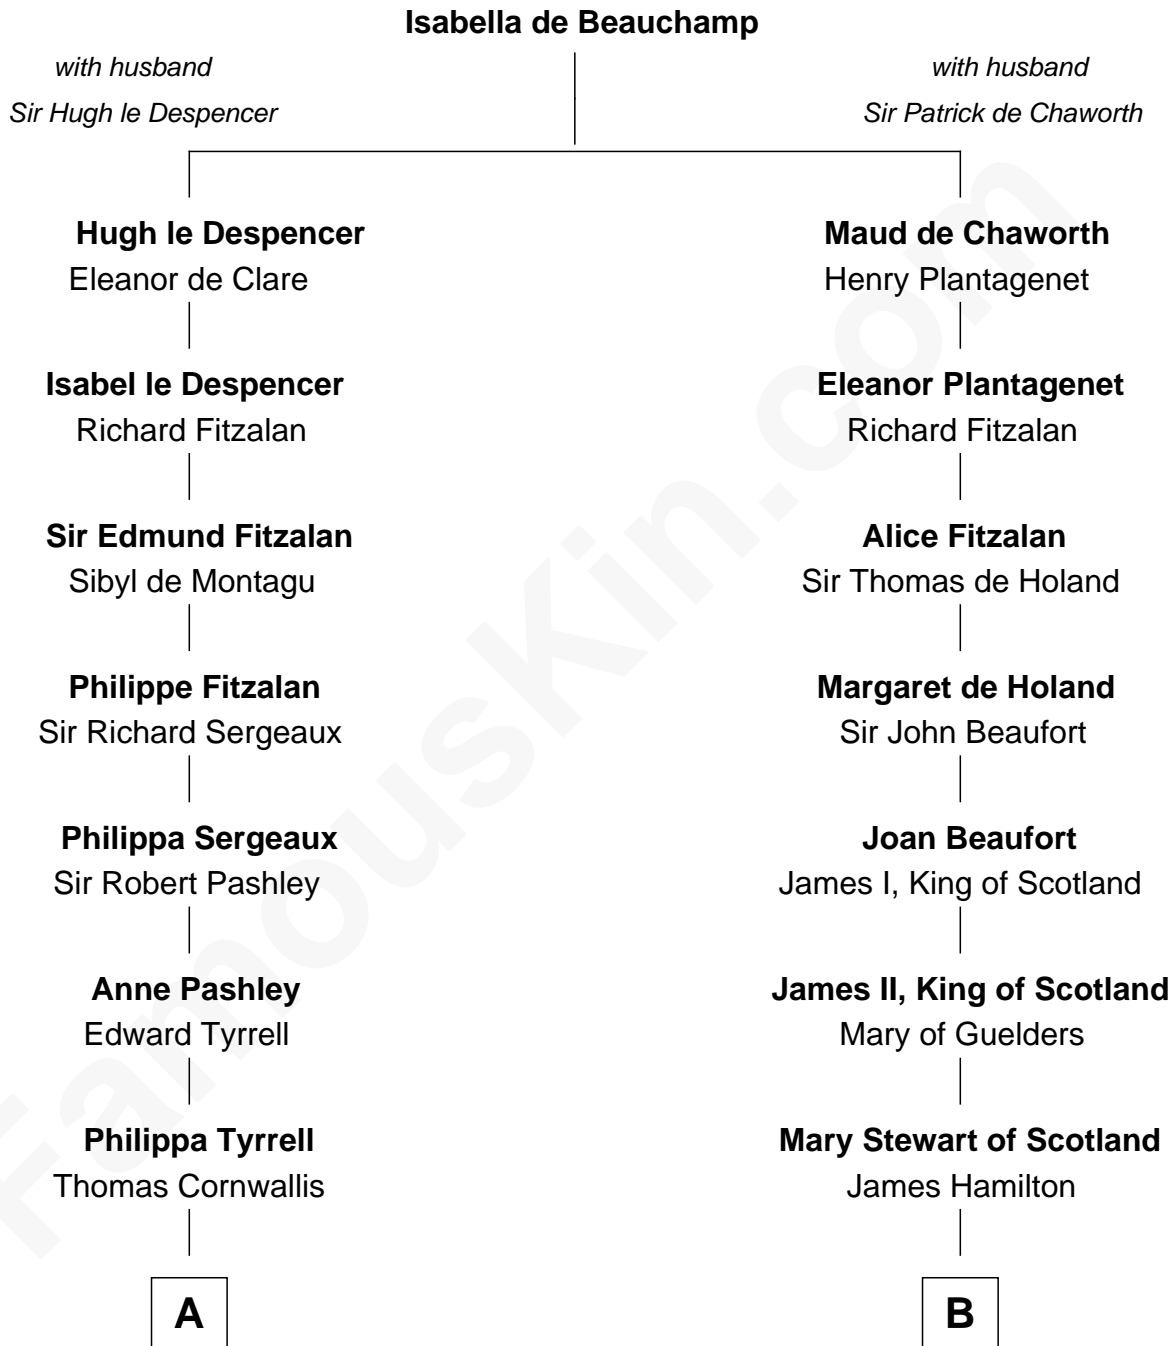 Isabella de Beauchamp
with husband
Sir Hugh le Despencer
with husband
Sir Patrick de Chaworth
Hugh le Despencer
Eleanor de Clare
Maud de Chaworth
Henry Plantagenet
Isabel le Despencer
Richard Fitzalan
Eleanor Plantagenet
Richard Fitzalan
Sir Edmund Fitzalan
Sibyl de Montagu
Alice Fitzalan
Sir Thomas de Holand
Philippe Fitzalan
Sir Richard Sergeaux
Margaret de Holand
Sir John Beaufort
Philippa Sergeaux
Sir Robert Pashley
Joan Beaufort
James I, King of Scotland
Anne Pashley
Edward Tyrrell
James II, King of Scotland
Mary of Guelders
Philippa Tyrrell
Thomas Cornwallis
Mary Stewart of Scotland
James Hamilton
A
B
FamousKin.com